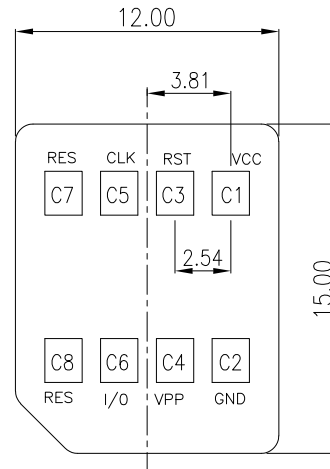 12.00
3.81
RES CLK RST VCC
C7 C5 C3 C1
2.54
15.00
C8 C6 C4 C2
RES I/O VPP GND